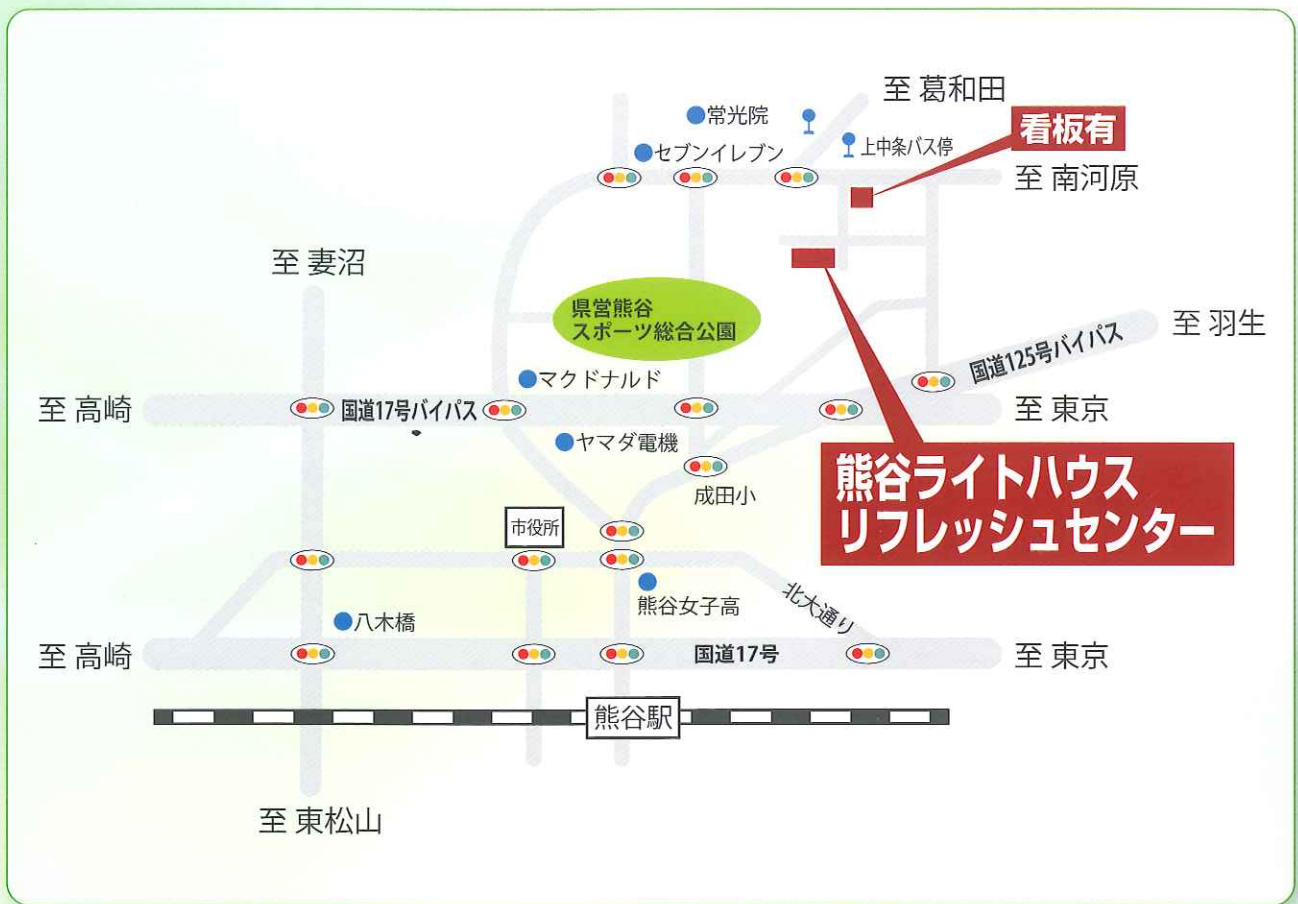 至 葛和田
常光院
看板有
セブンイレブン
上中条バス停
至 南河原
至 妻沼
県営熊谷
スポーツ総合公園
至 羽生
国道125号バイパス
マクドナルド
至 高崎
国道17号バイパス
至 東京
ヤマダ電機
熊谷ライトハウス
リフレッシュセンター
成田小
市役所
熊谷女子高
北大通り
八木橋
至 高崎
国道17号
至 東京
熊谷駅
至 東松山